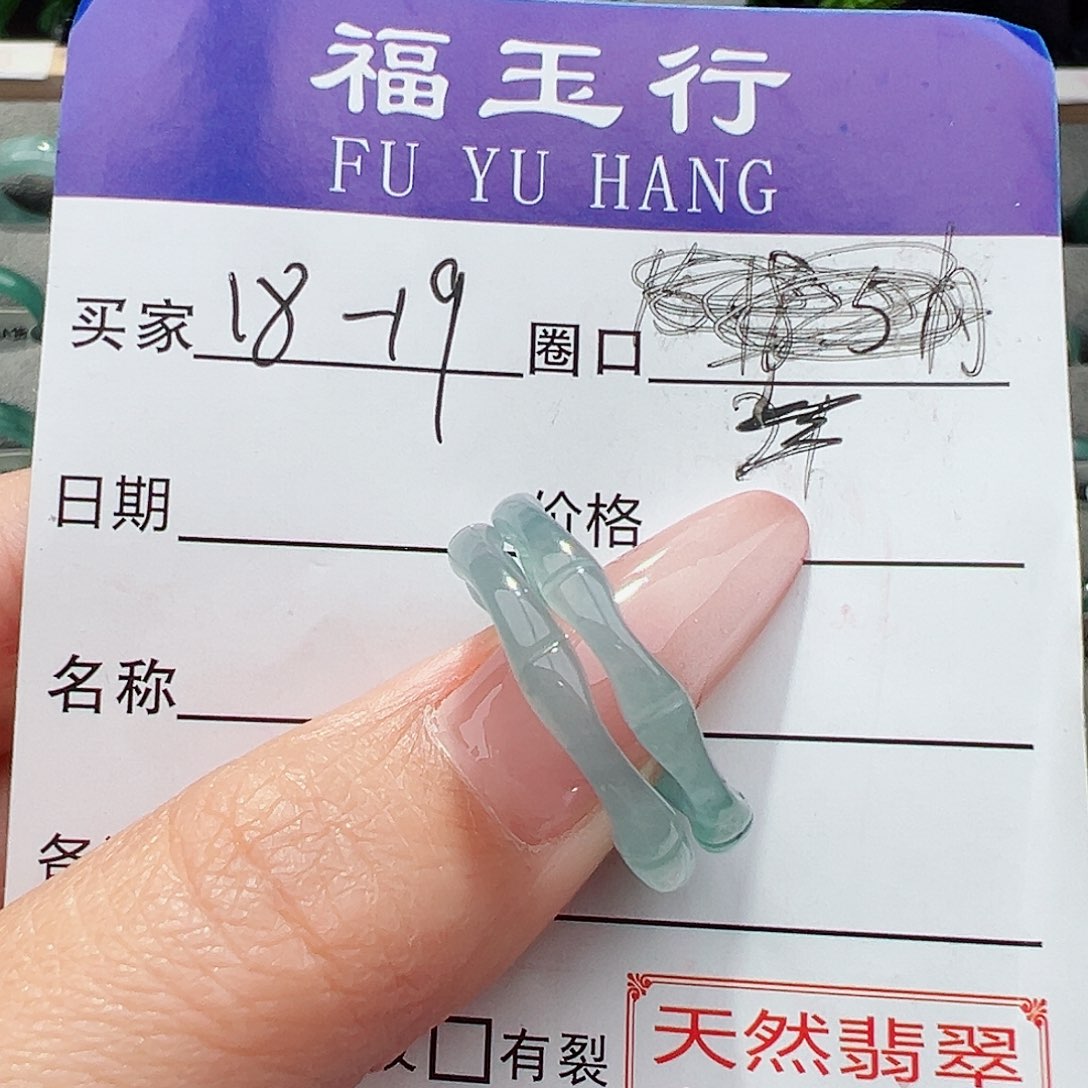 福玉行
FU YU HANG
买家 18-19 圈口
日期 价格
名称
有裂
天然翡翠